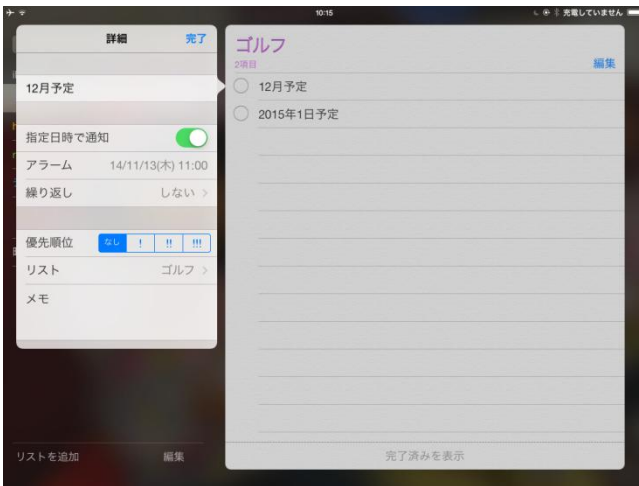 10:15
充電していません
詳細
完了
12月予定
指定日時で通知
アラーム 14/11/13(木) 11:00
繰り返し しない >
優先順位 なし ! !! !!!
リスト ゴルフ >
メモ
リストを追加
編集
ゴルフ
2項目
編集
12月予定
2015年1日予定
完了済みを表示